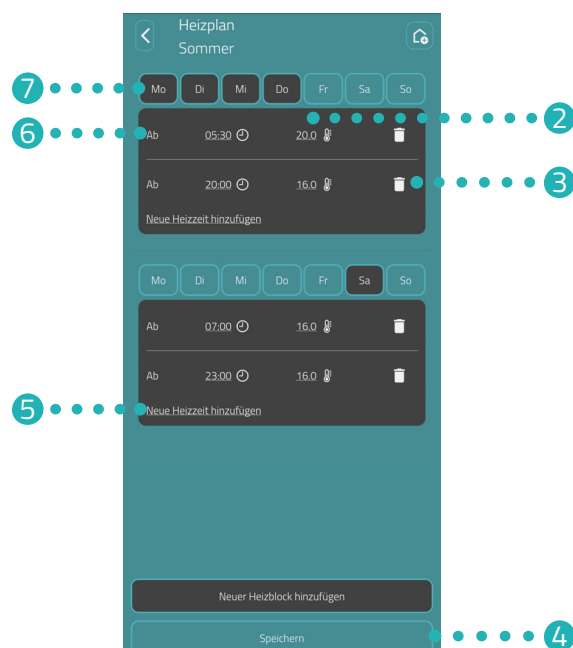 Heizplan
Sommer
7
Mo Di Mi Do Fr Sa So
2
6
Ab 05:30 20.0
3
Ab 20:00 16.0
Neue Heizzeit hinzufügen
Mo Di Mi Do Fr Sa So
Ab 07:00 16.0
Ab 23:00 16.0
5
Neue Heizzeit hinzufügen
Neuer Heizblock hinzufügen
Speichern
4